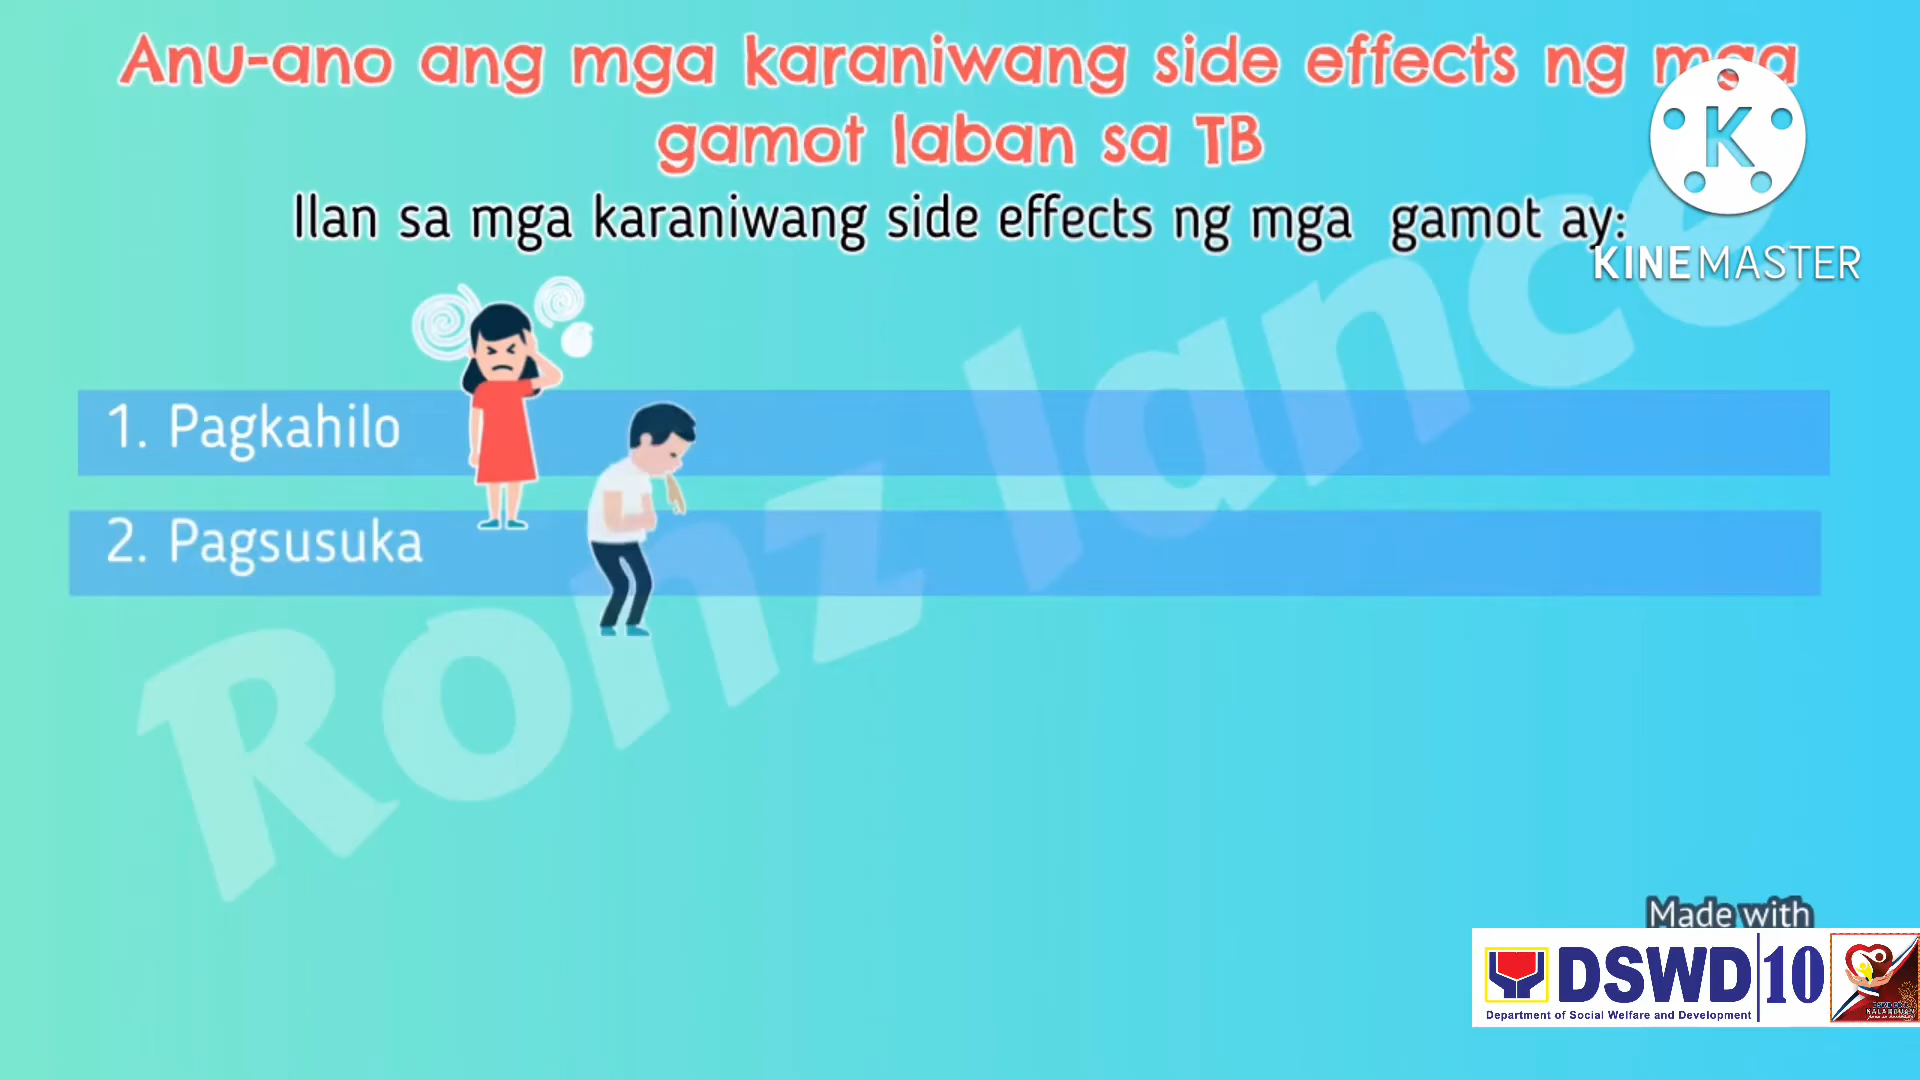 Anu-ano ang mga karaniwang side effects ng mga
gamot laban sa TB
Ilan sa mga karaniwang side effects ng mga gamot ay:
K
KINEMASTER
1. Pagkahilo
2. Pagsusuka
Ronz lance
Made with
DSWD 10
Department of Social Welfare and Development